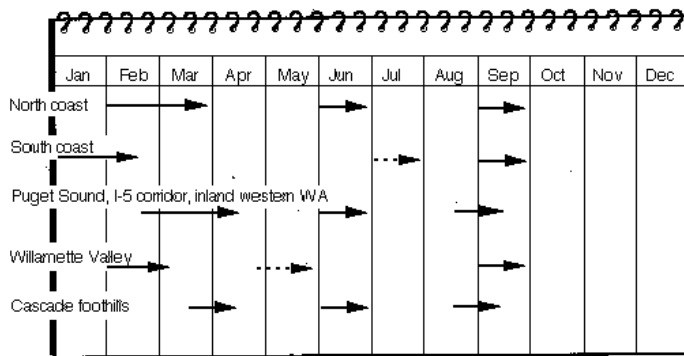 Jan Feb Mar Apr May Jun Jul Aug Sep Oct Nov Dec
North coast
South coast
Puget Sound, I-5 corridor, inland western WA
Willamette Valley
Cascade foothills